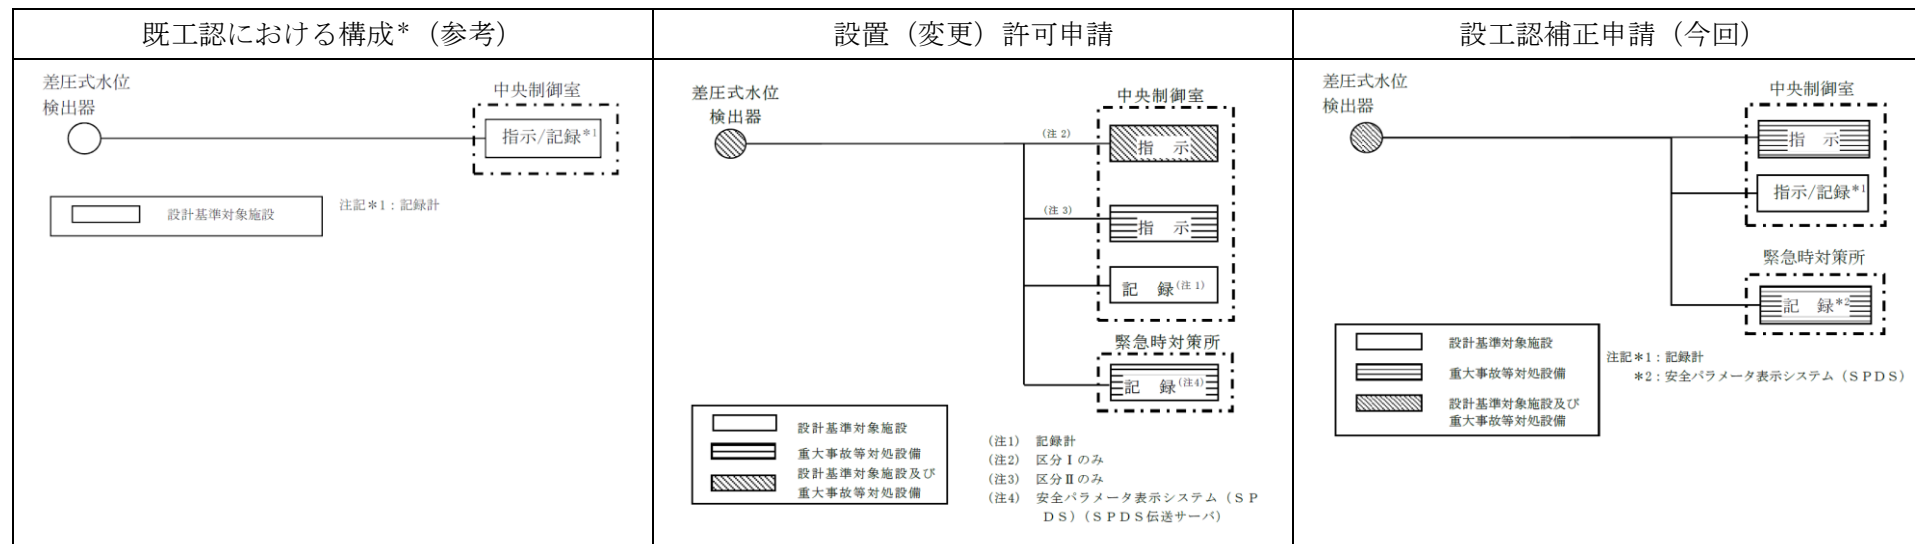 既工認における構成*（参考）
設置（変更）許可申請
設工認補正申請（今回）
差圧式水位
検出器
中央制御室
指示/記録*1
設計基準対象施設
注記*1：記録計
差圧式水位
検出器
中央制御室
(注 2)
指 示
(注 3)
指 示
記 録(注 1)
緊急時対策所
記 録(注4)
設計基準対象施設
重大事故等対処設備
設計基準対象施設及び
重大事故等対処設備
(注1) 記録計
(注2) 区分Ⅰのみ
(注3) 区分Ⅱのみ
(注4) 安全パラメータ表示システム（ＳＰ
ＤＳ）（ＳＰＤＳ伝送サーバ）
差圧式水位
検出器
中央制御室
指 示
指示/記録*1
緊急時対策所
記 録*2
設計基準対象施設
重大事故等対処設備
設計基準対象施設及び
重大事故等対処設備
注記*1：記録計
*2：安全パラメータ表示システム（ＳＰＤＳ）